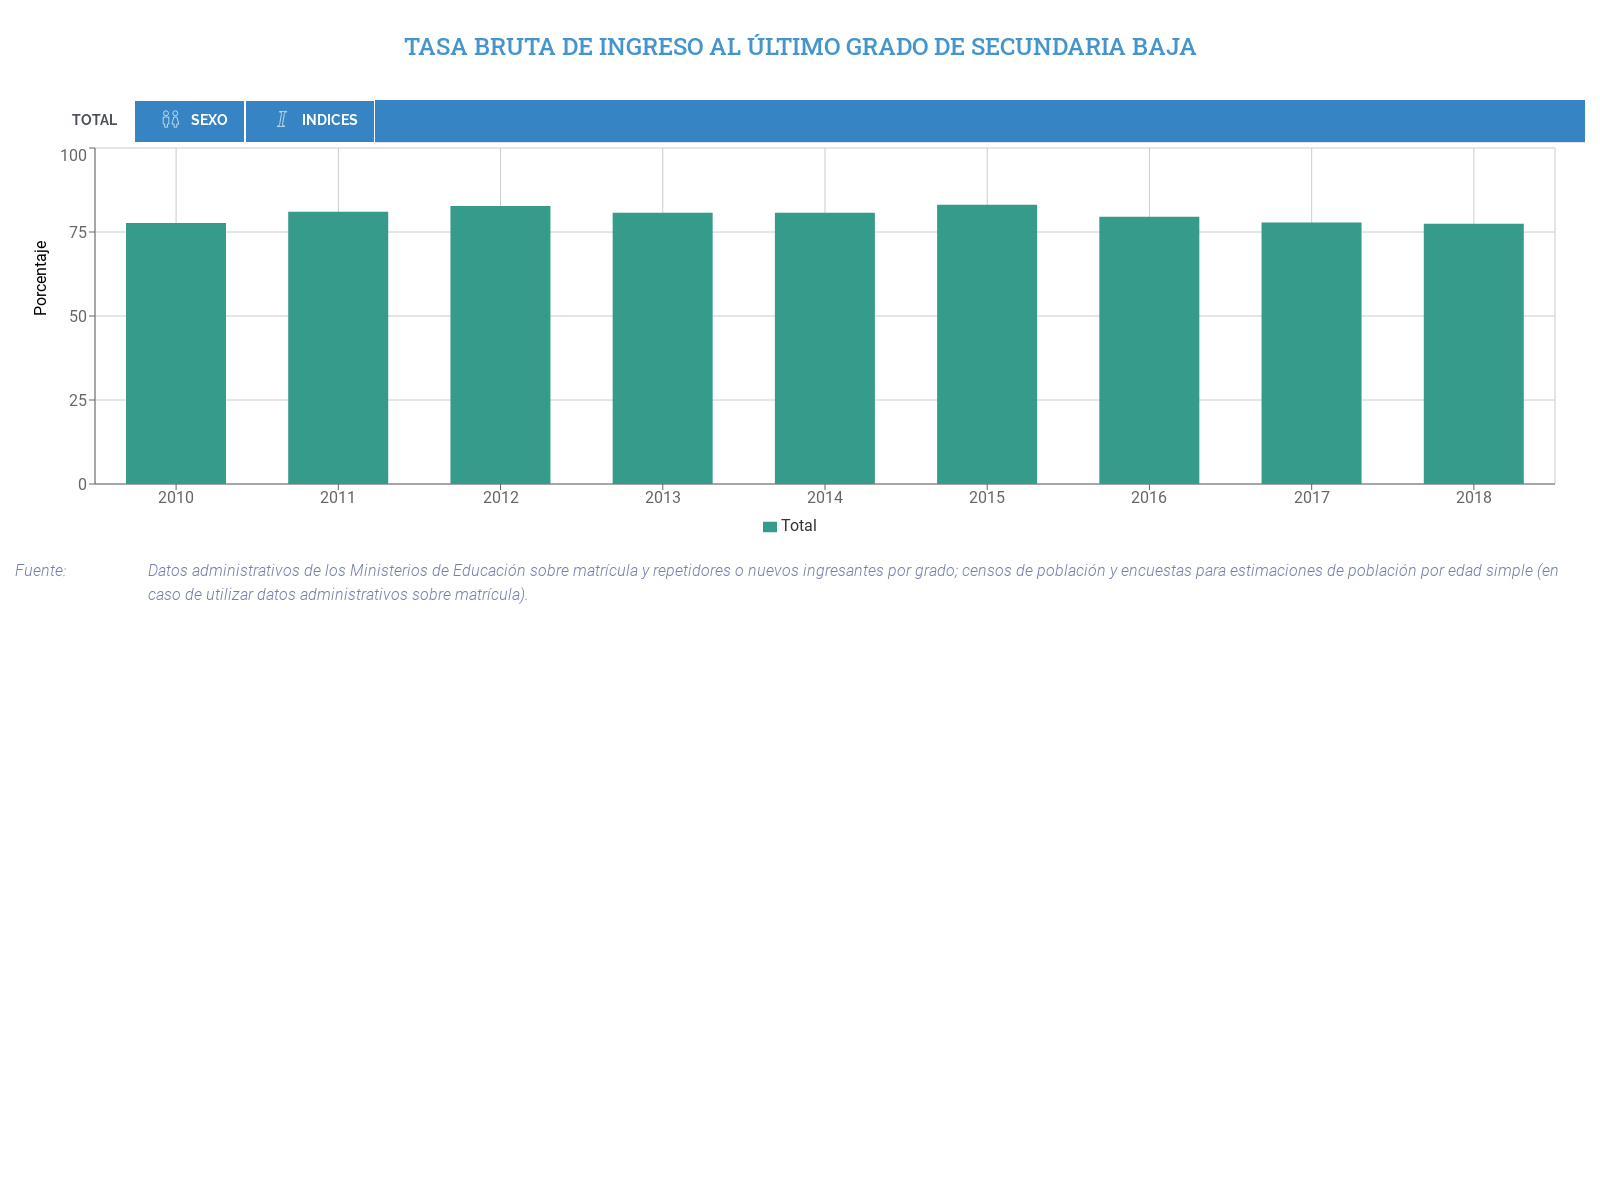 TASA BRUTA DE INGRESO AL ÚLTIMO GRADO DE SECUNDARIA BAJA
TOTAL SEXO INDICES
100
75
50
25
0
Porcentaje
2010 2011 2012 2013 2014 2015 2016 2017 2018
Total
Fuente: Datos administrativos de los Ministerios de Educación sobre matrícula y repetidores o nuevos ingresantes por grado; censos de población y encuestas para estimaciones de población por edad simple (en
caso de utilizar datos administrativos sobre matrícula).